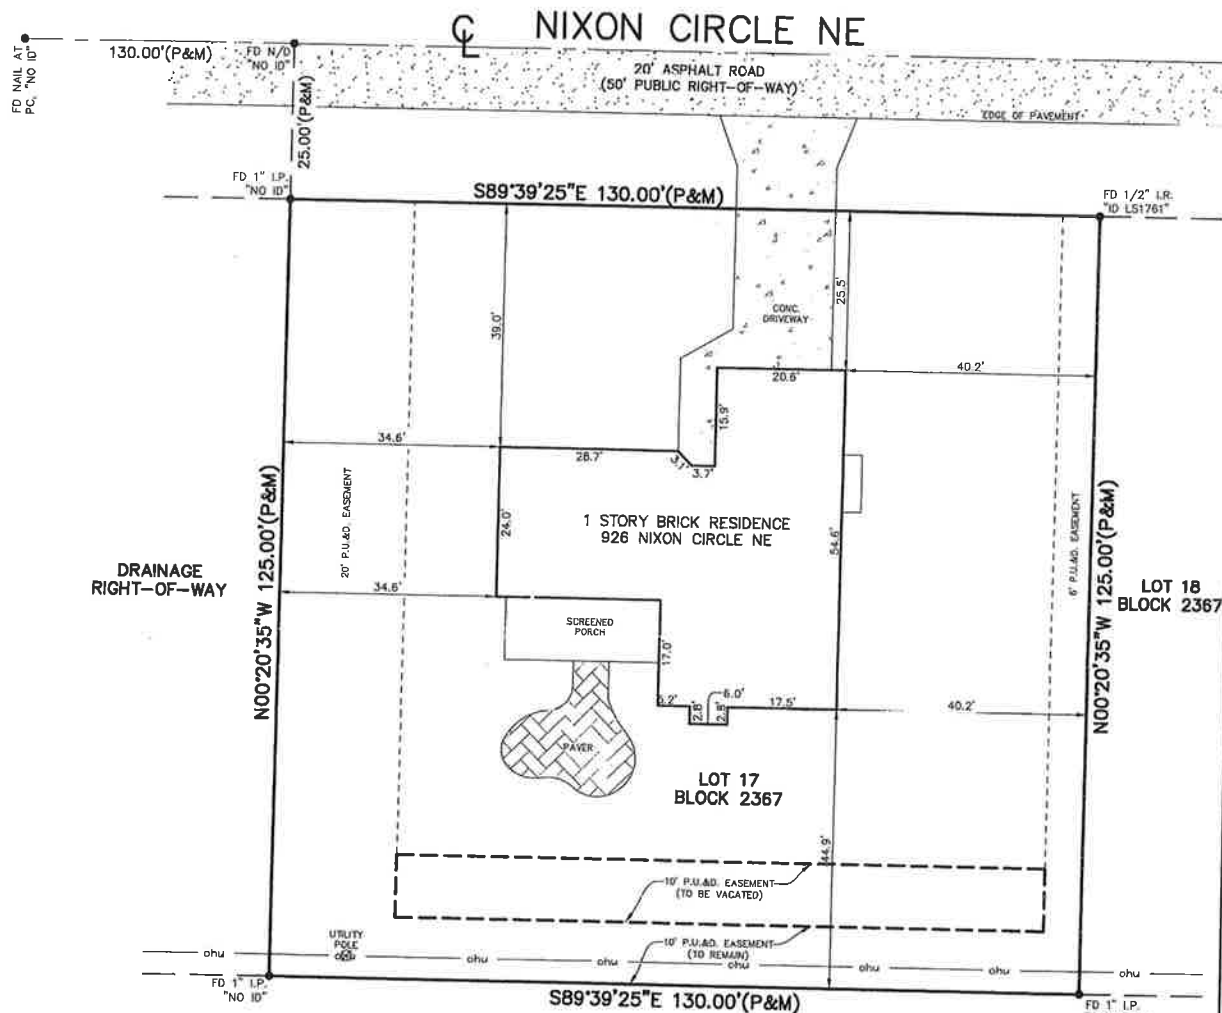 ℄ NIXON CIRCLE NE
FD NAIL AT
PC, "NO ID"
130.00'(P&M)
FD N/D
"NO ID"
20' ASPHALT ROAD
(50' PUBLIC RIGHT-OF-WAY)
EDGE OF PAVEMENT
25.00'(P&M)
FD 1" I.P.
"NO ID"
S89°39'25"E 130.00'(P&M)
FD 1/2" I.R.
"ID LS1761"
39.0'
25.5'
CONC.
DRIVEWAY
20.6'
40.2'
15.9'
34.6'
28.7'
3.1'
3.7'
20' P.U.&D. EASEMENT
24.0'
1 STORY BRICK RESIDENCE
926 NIXON CIRCLE NE
54.6'
6' P.U.&D. EASEMENT
N00°20'35"W 125.00'(P&M)
N00°20'35"W 125.00'(P&M)
DRAINAGE
RIGHT-OF-WAY
LOT 18
BLOCK 2367
34.6'
SCREENED
PORCH
17.0'
5.2'
2.8'
6.0'
2.8'
17.5'
40.2'
PAVER
LOT 17
BLOCK 2367
44.9'
10' P.U.&D. EASEMENT
(TO BE VACATED)
UTILITY
POLE
10' P.U.&D. EASEMENT
(TO REMAIN)
ohu ohu ohu ohu ohu ohu ohu ohu
FD 1" I.P.
"NO ID"
S89°39'25"E 130.00'(P&M)
FD 1" I.P.